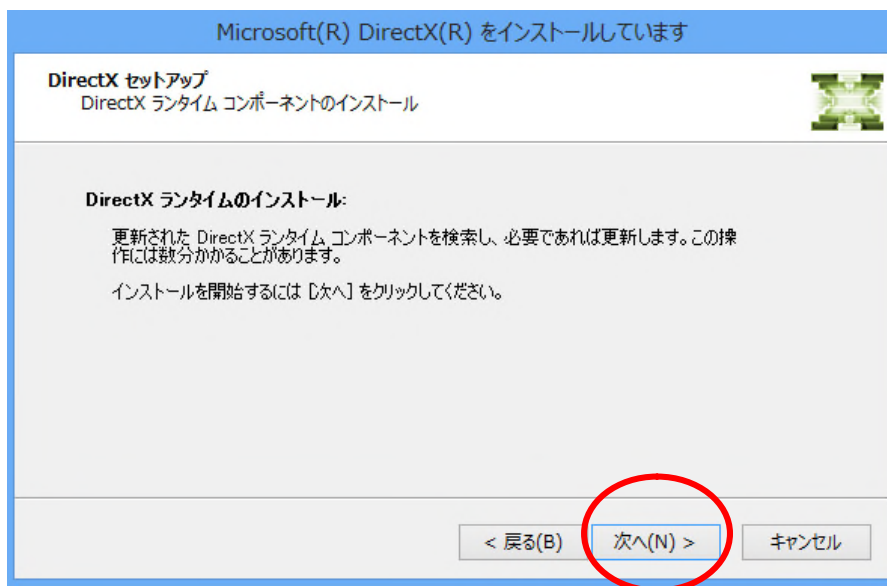 Microsoft(R) DirectX(R) をインストールしています
DirectX セットアップ
DirectX ランタイム コンポーネントのインストール
DirectX ランタイムのインストール:
更新された DirectX ランタイム コンポーネントを検索し、必要であれば更新します。この操
作には数分かかることがあります。
インストールを開始するには [次へ] をクリックしてください。
< 戻る(B)
次へ(N) >
キャンセル